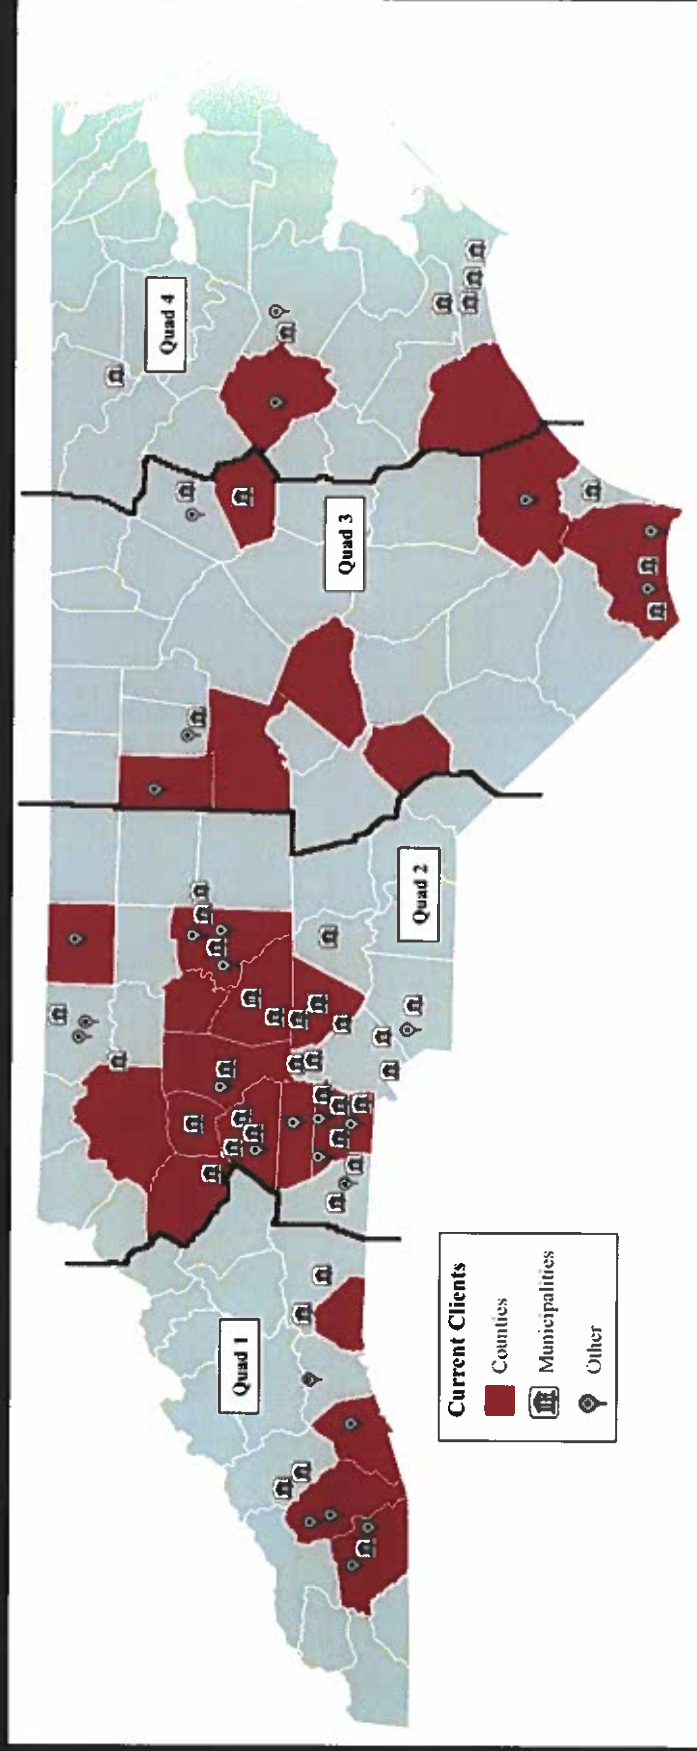 Quad 1
Quad 2
Quad 3
Quad 4
Current Clients
Counties
Municipalities
Other